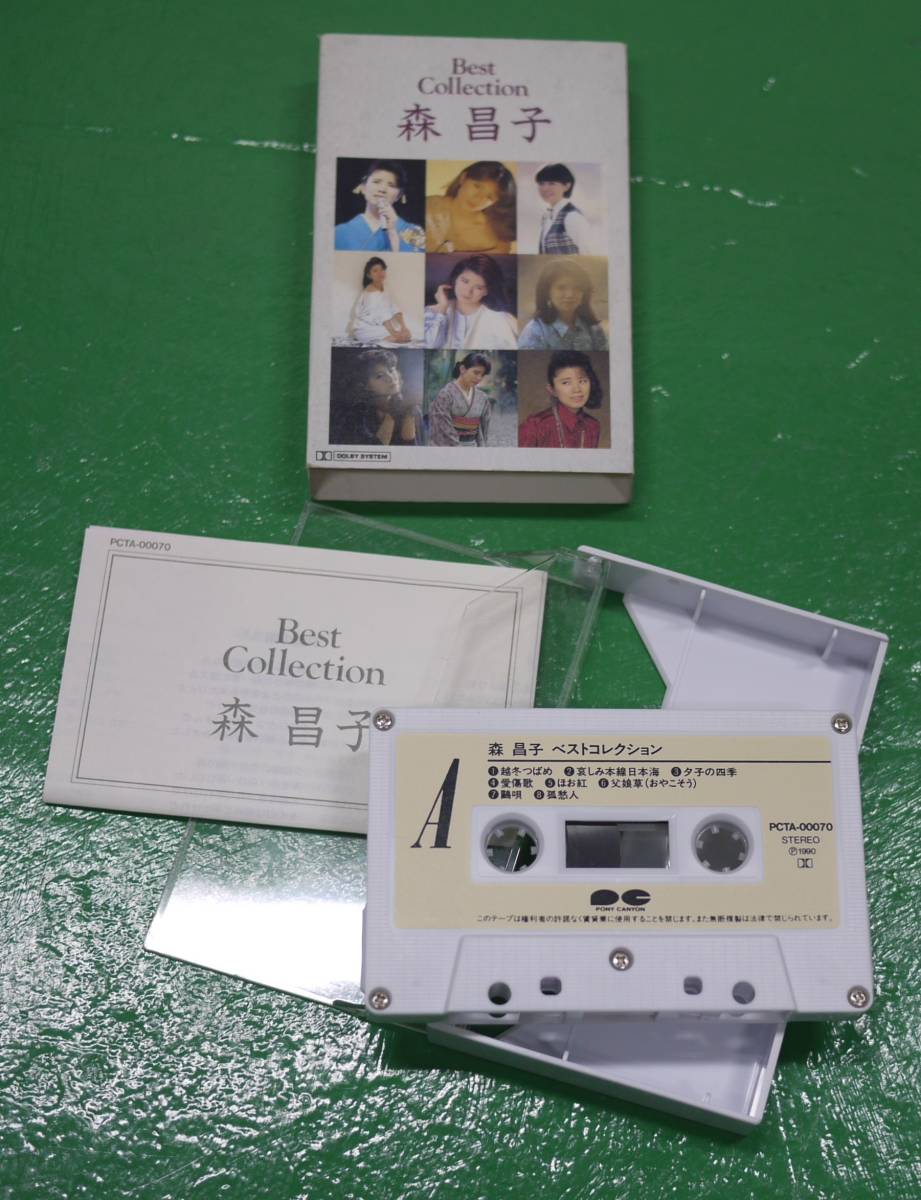 Best
Collection
森 昌子
DOLBY SYSTEM
PCTA-00070
Best
Collection
森 昌子
A
森 昌子 ベストコレクション
❶越冬つばめ ❷哀しみ本線日本海 ❸夕子の四季
❹愛傷歌 ❺ほお紅 ❻父娘草(おやこそう)
❼鷗唄 ❽孤愁人
PCTA-00070
STEREO
Ⓟ1990
PONY CANYON
このテープは権利者の許諾なく賃貸業に使用することを禁じます。また無断複製は法律で禁じられています。